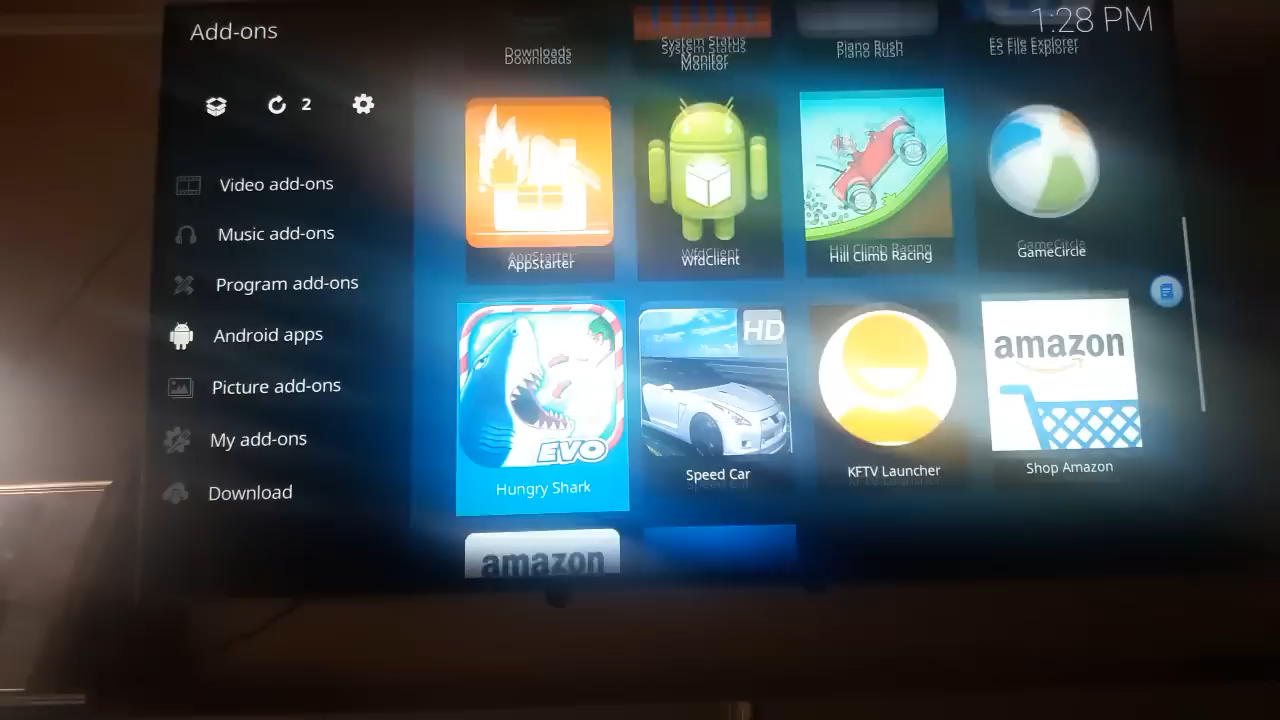 Add-ons
1:28 PM
2
Video add-ons
Music add-ons
Program add-ons
Android apps
Picture add-ons
My add-ons
Download
Downloads
System Status
Monitor
Piano Rush
ES File Explorer
AppStarter
WfdClient
Hill Climb Racing
GameCircle
EVO
Hungry Shark
HD
Speed Car
KFTV Launcher
amazon
Shop Amazon
amazon